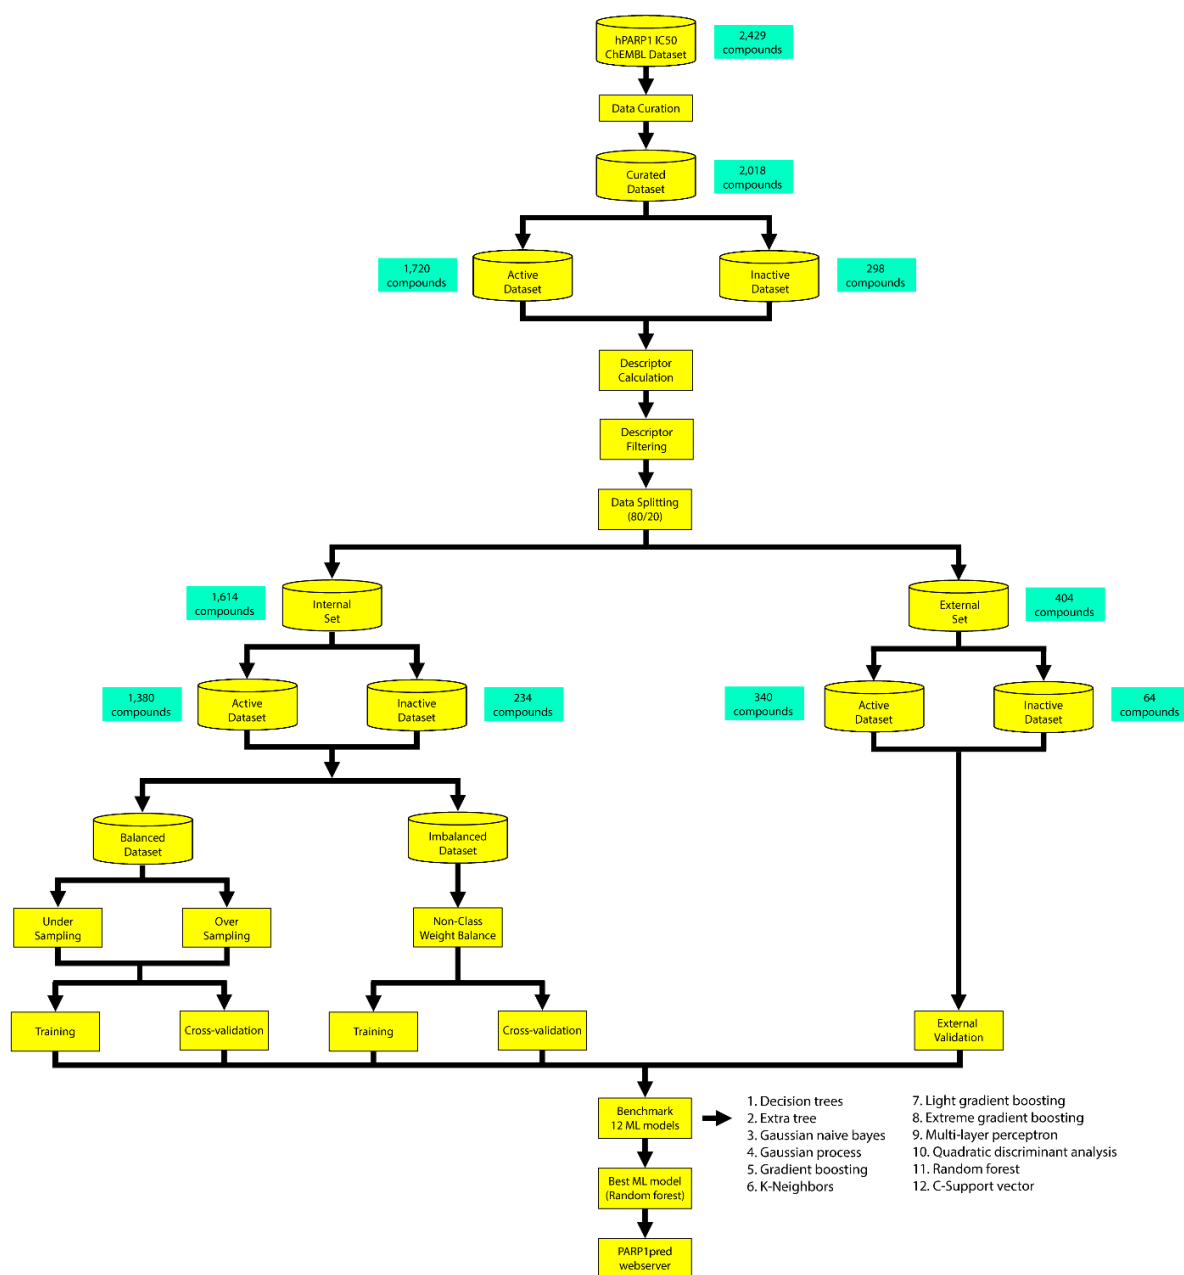 hPARP1 IC50
ChEMBL Dataset
2,429
compounds
Data Curation
Curated
Dataset
2,018
compounds
1,720
compounds
Active
Dataset
Inactive
Dataset
298
compounds
Descriptor
Calculation
Descriptor
Filtering
Data Splitting
(80/20)
1,614
compounds
Internal
Set
External
Set
404
compounds
1,380
compounds
Active
Dataset
Inactive
Dataset
234
compounds
340
compounds
Active
Dataset
Inactive
Dataset
64
compounds
Balanced
Dataset
Imbalanced
Dataset
Under
Sampling
Over
Sampling
Non-Class
Weight Balance
Training
Cross-validation
Training
Cross-validation
External
Validation
Benchmark
12 ML models
1. Decision trees
2. Extra tree
3. Gaussian naive bayes
4. Gaussian process
5. Gradient boosting
6. K-Neighbors
7. Light gradient boosting
8. Extreme gradient boosting
9. Multi-layer perceptron
10. Quadratic discriminant analysis
11. Random forest
12. C-Support vector
Best ML model
(Random forest)
PARP1pred
webserver